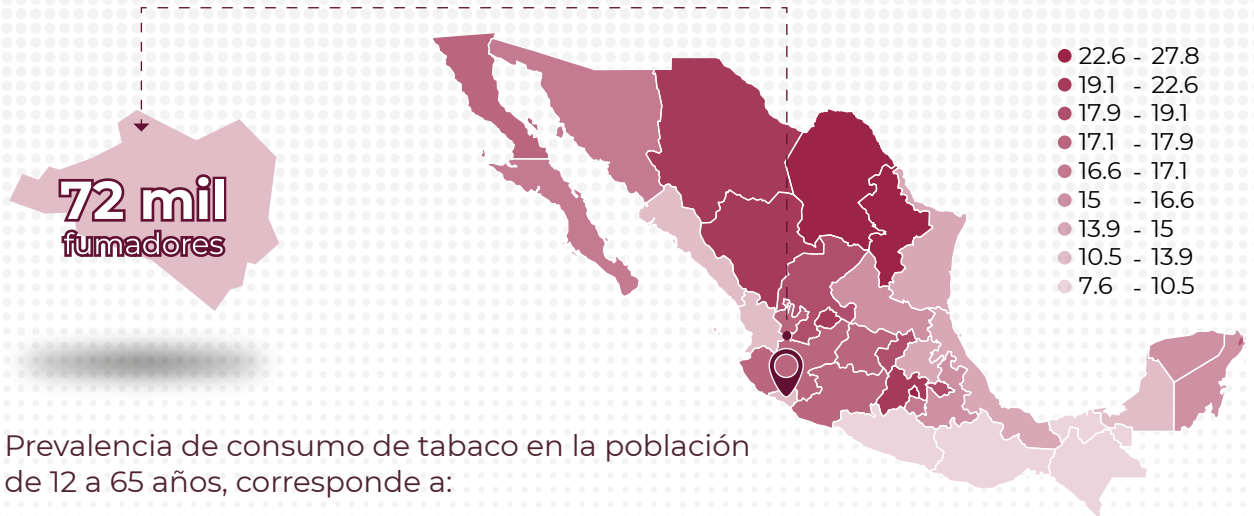 72 mil
fumadores
22.6 - 27.8
19.1 - 22.6
17.9 - 19.1
17.1 - 17.9
16.6 - 17.1
15 - 16.6
13.9 - 15
10.5 - 13.9
7.6 - 10.5
Prevalencia de consumo de tabaco en la población
de 12 a 65 años, corresponde a: